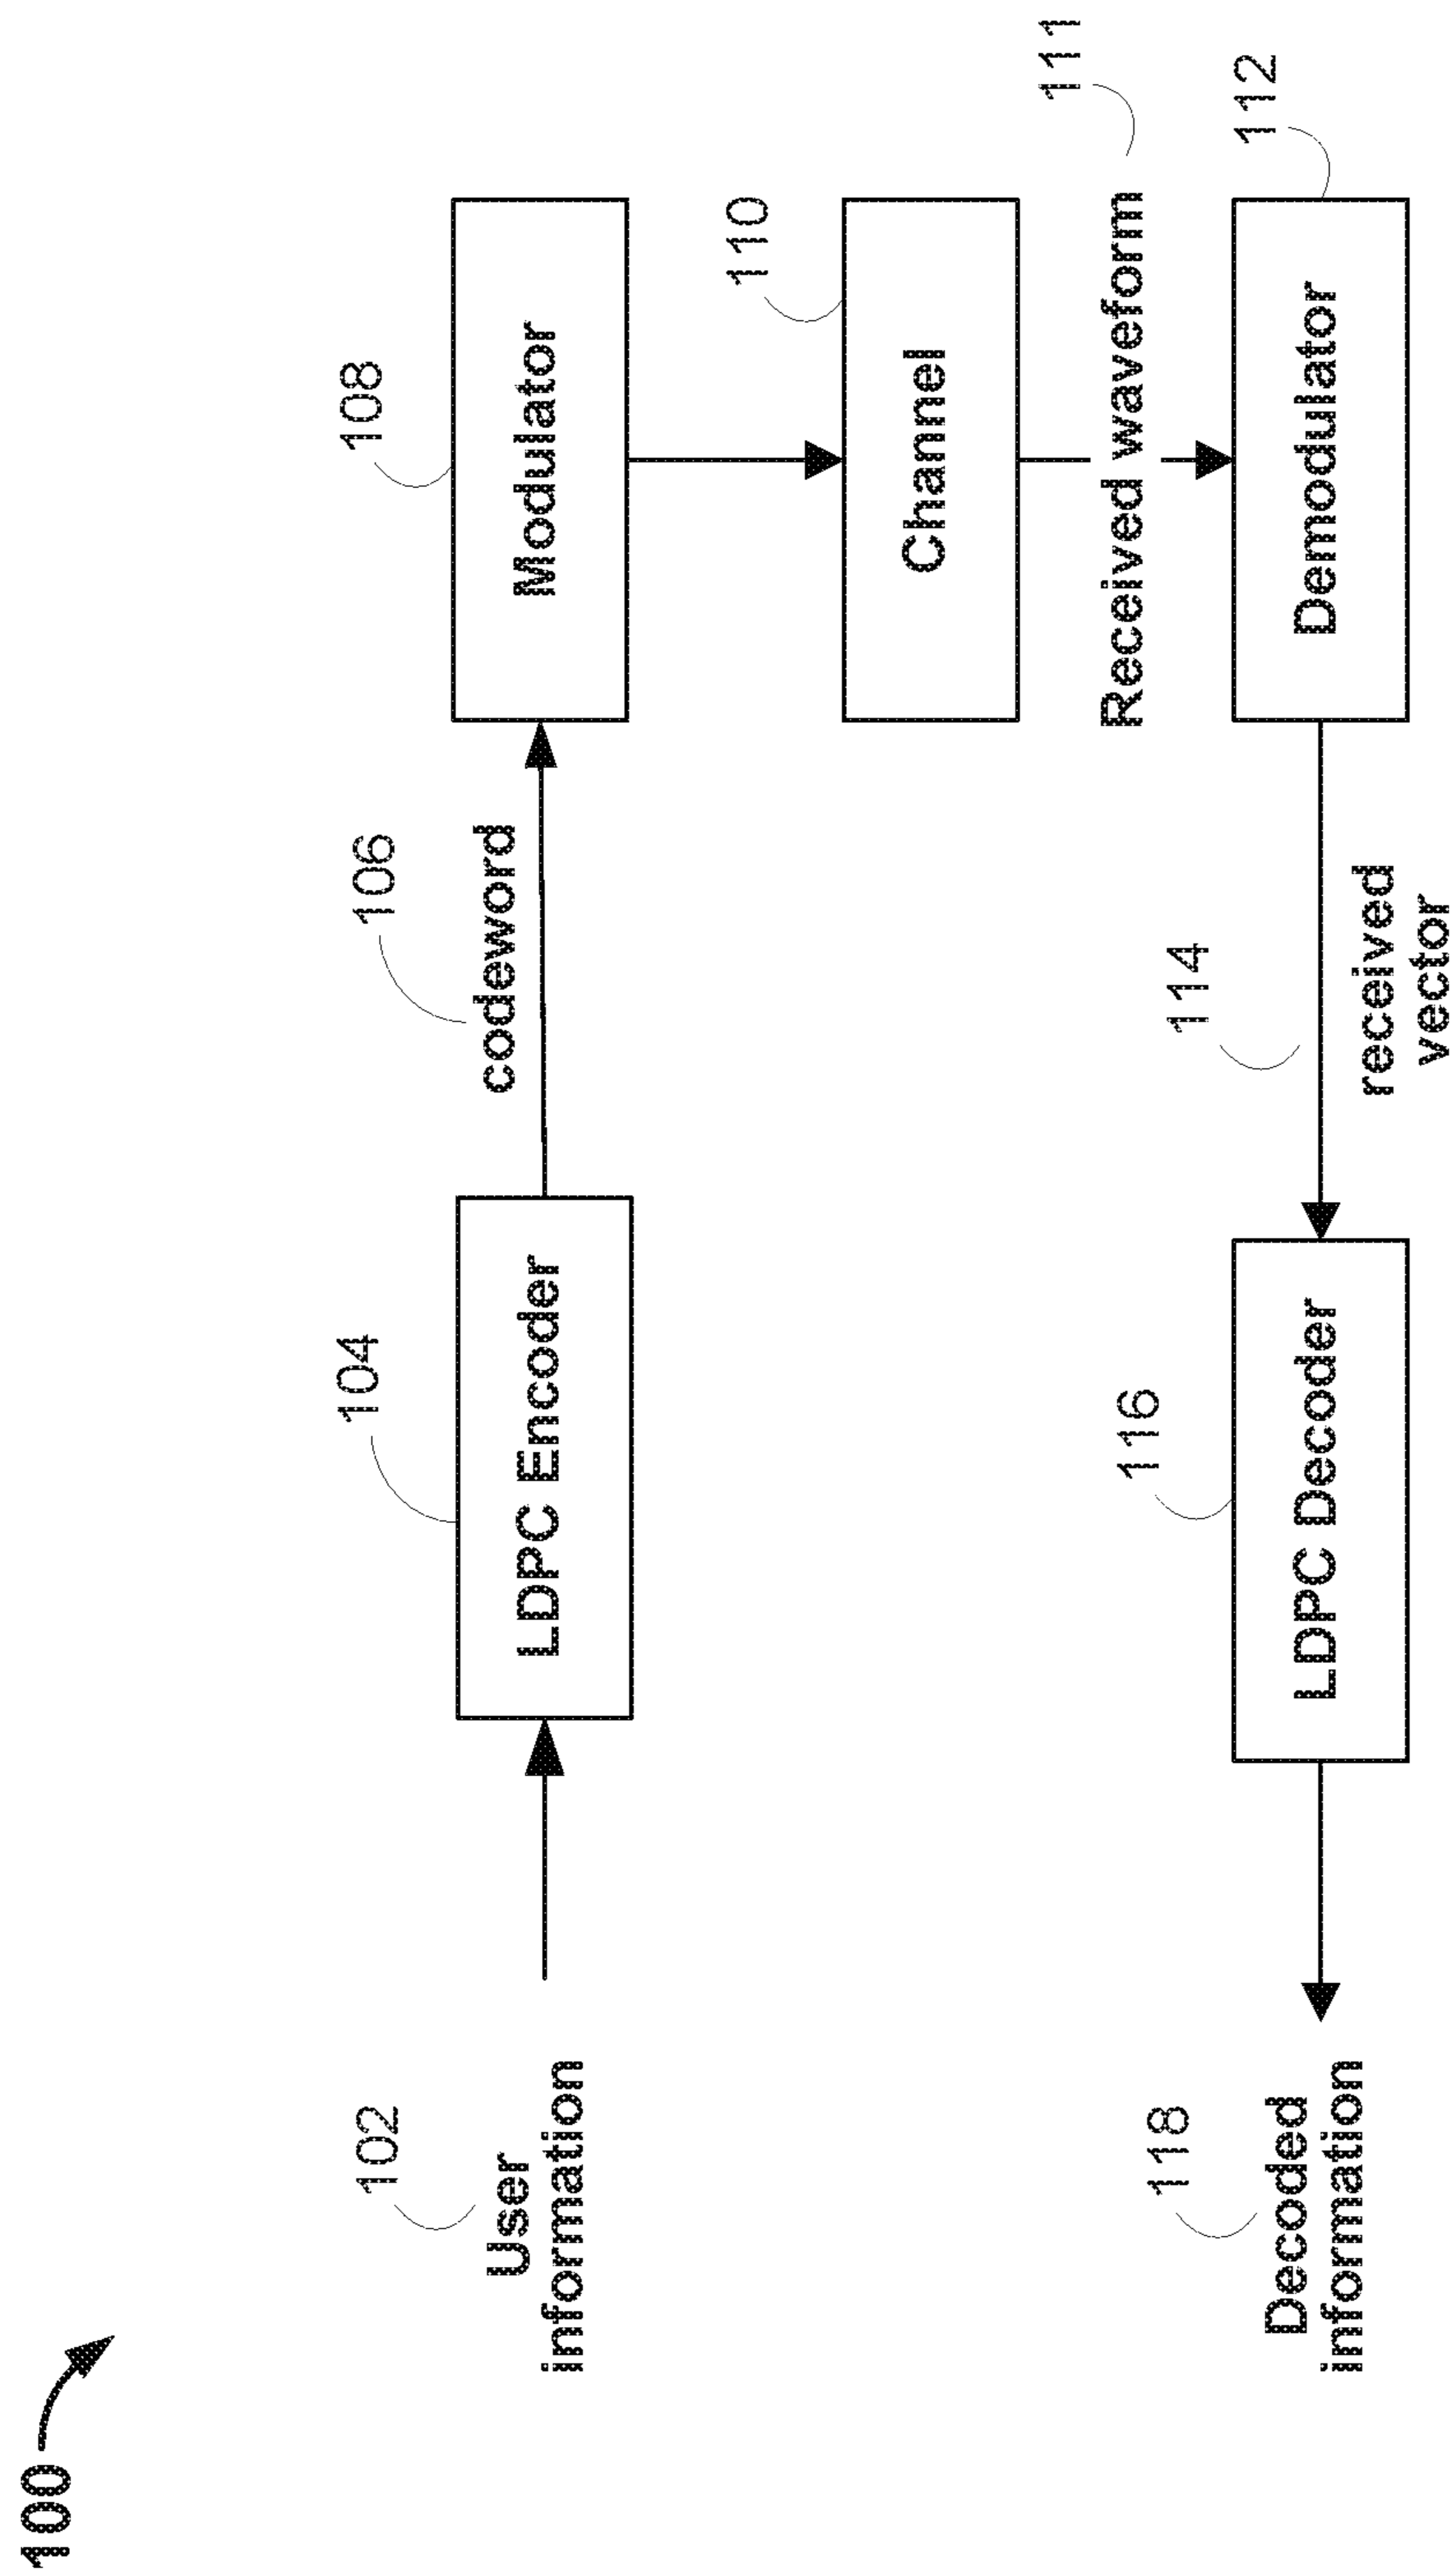 100
102
User
information
104
LDPC Encoder
106
codeword
108
Modulator
110
Channel
111
Received waveform
112
Demodulator
114
received
vector
116
LDPC Decoder
118
Decoded
information